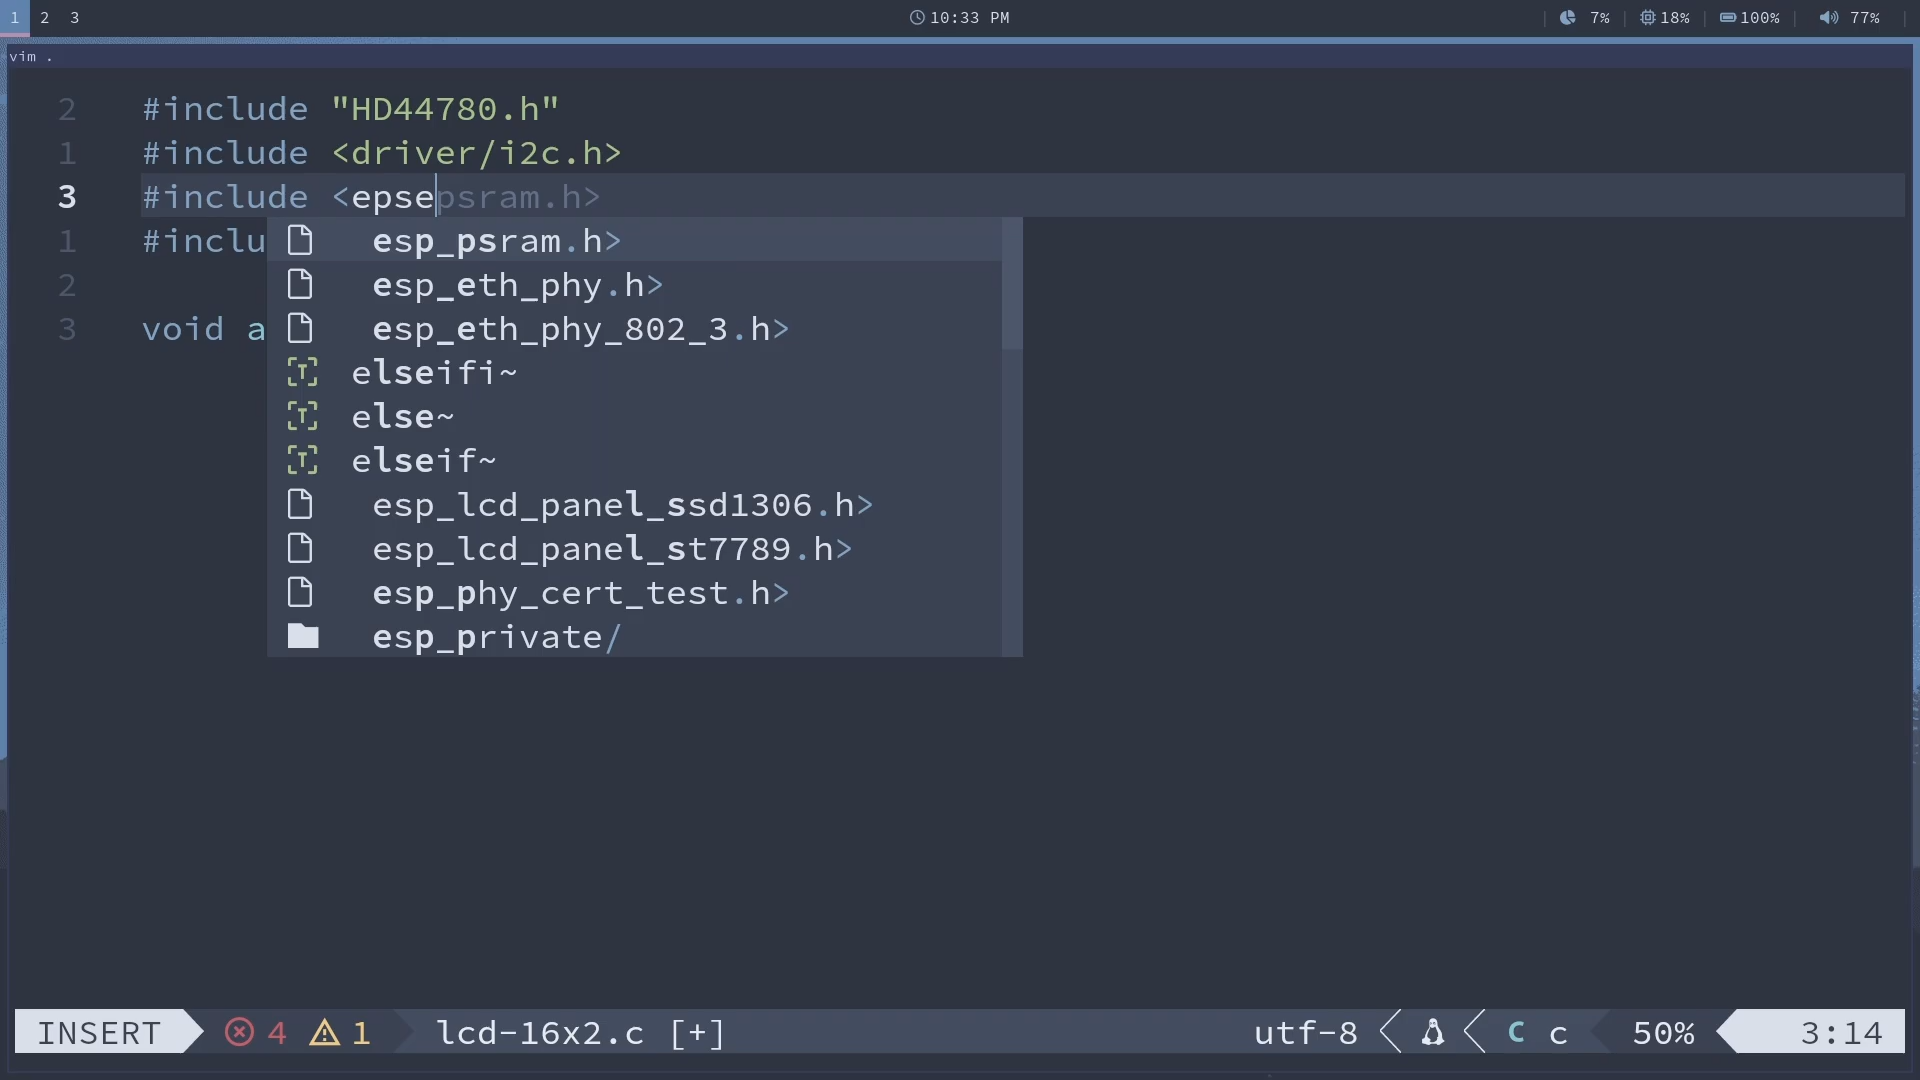 1 2 3 10:33 PM 7% 18% 100% 77%
vim .
2 #include "HD44780.h"
1 #include <driver/i2c.h>
3 #include <epsepsram.h>
1 #inclu esp_psram.h>
2 esp_eth_phy.h>
3 void a esp_eth_phy_802_3.h>
elseifi~
else~
elseif~
esp_lcd_panel_ssd1306.h>
esp_lcd_panel_st7789.h>
esp_phy_cert_test.h>
esp_private/
INSERT 4 1 lcd-16x2.c [+] utf-8 c 50% 3:14